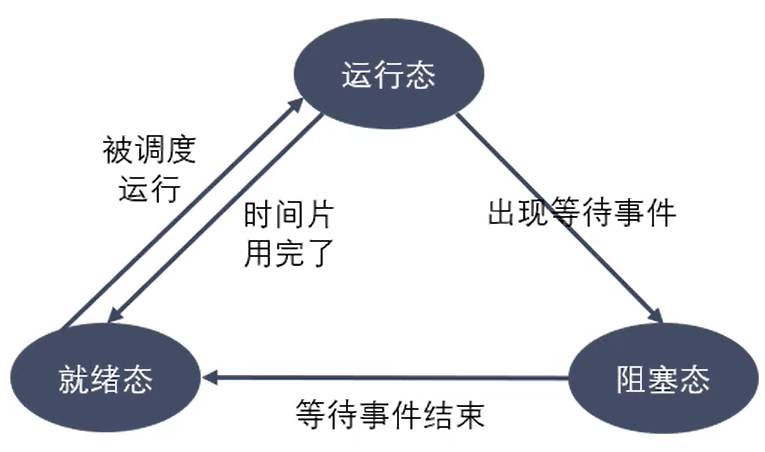 运行态
被调度
运行
时间片
用完了
出现等待事件
就绪态
阻塞态
等待事件结束